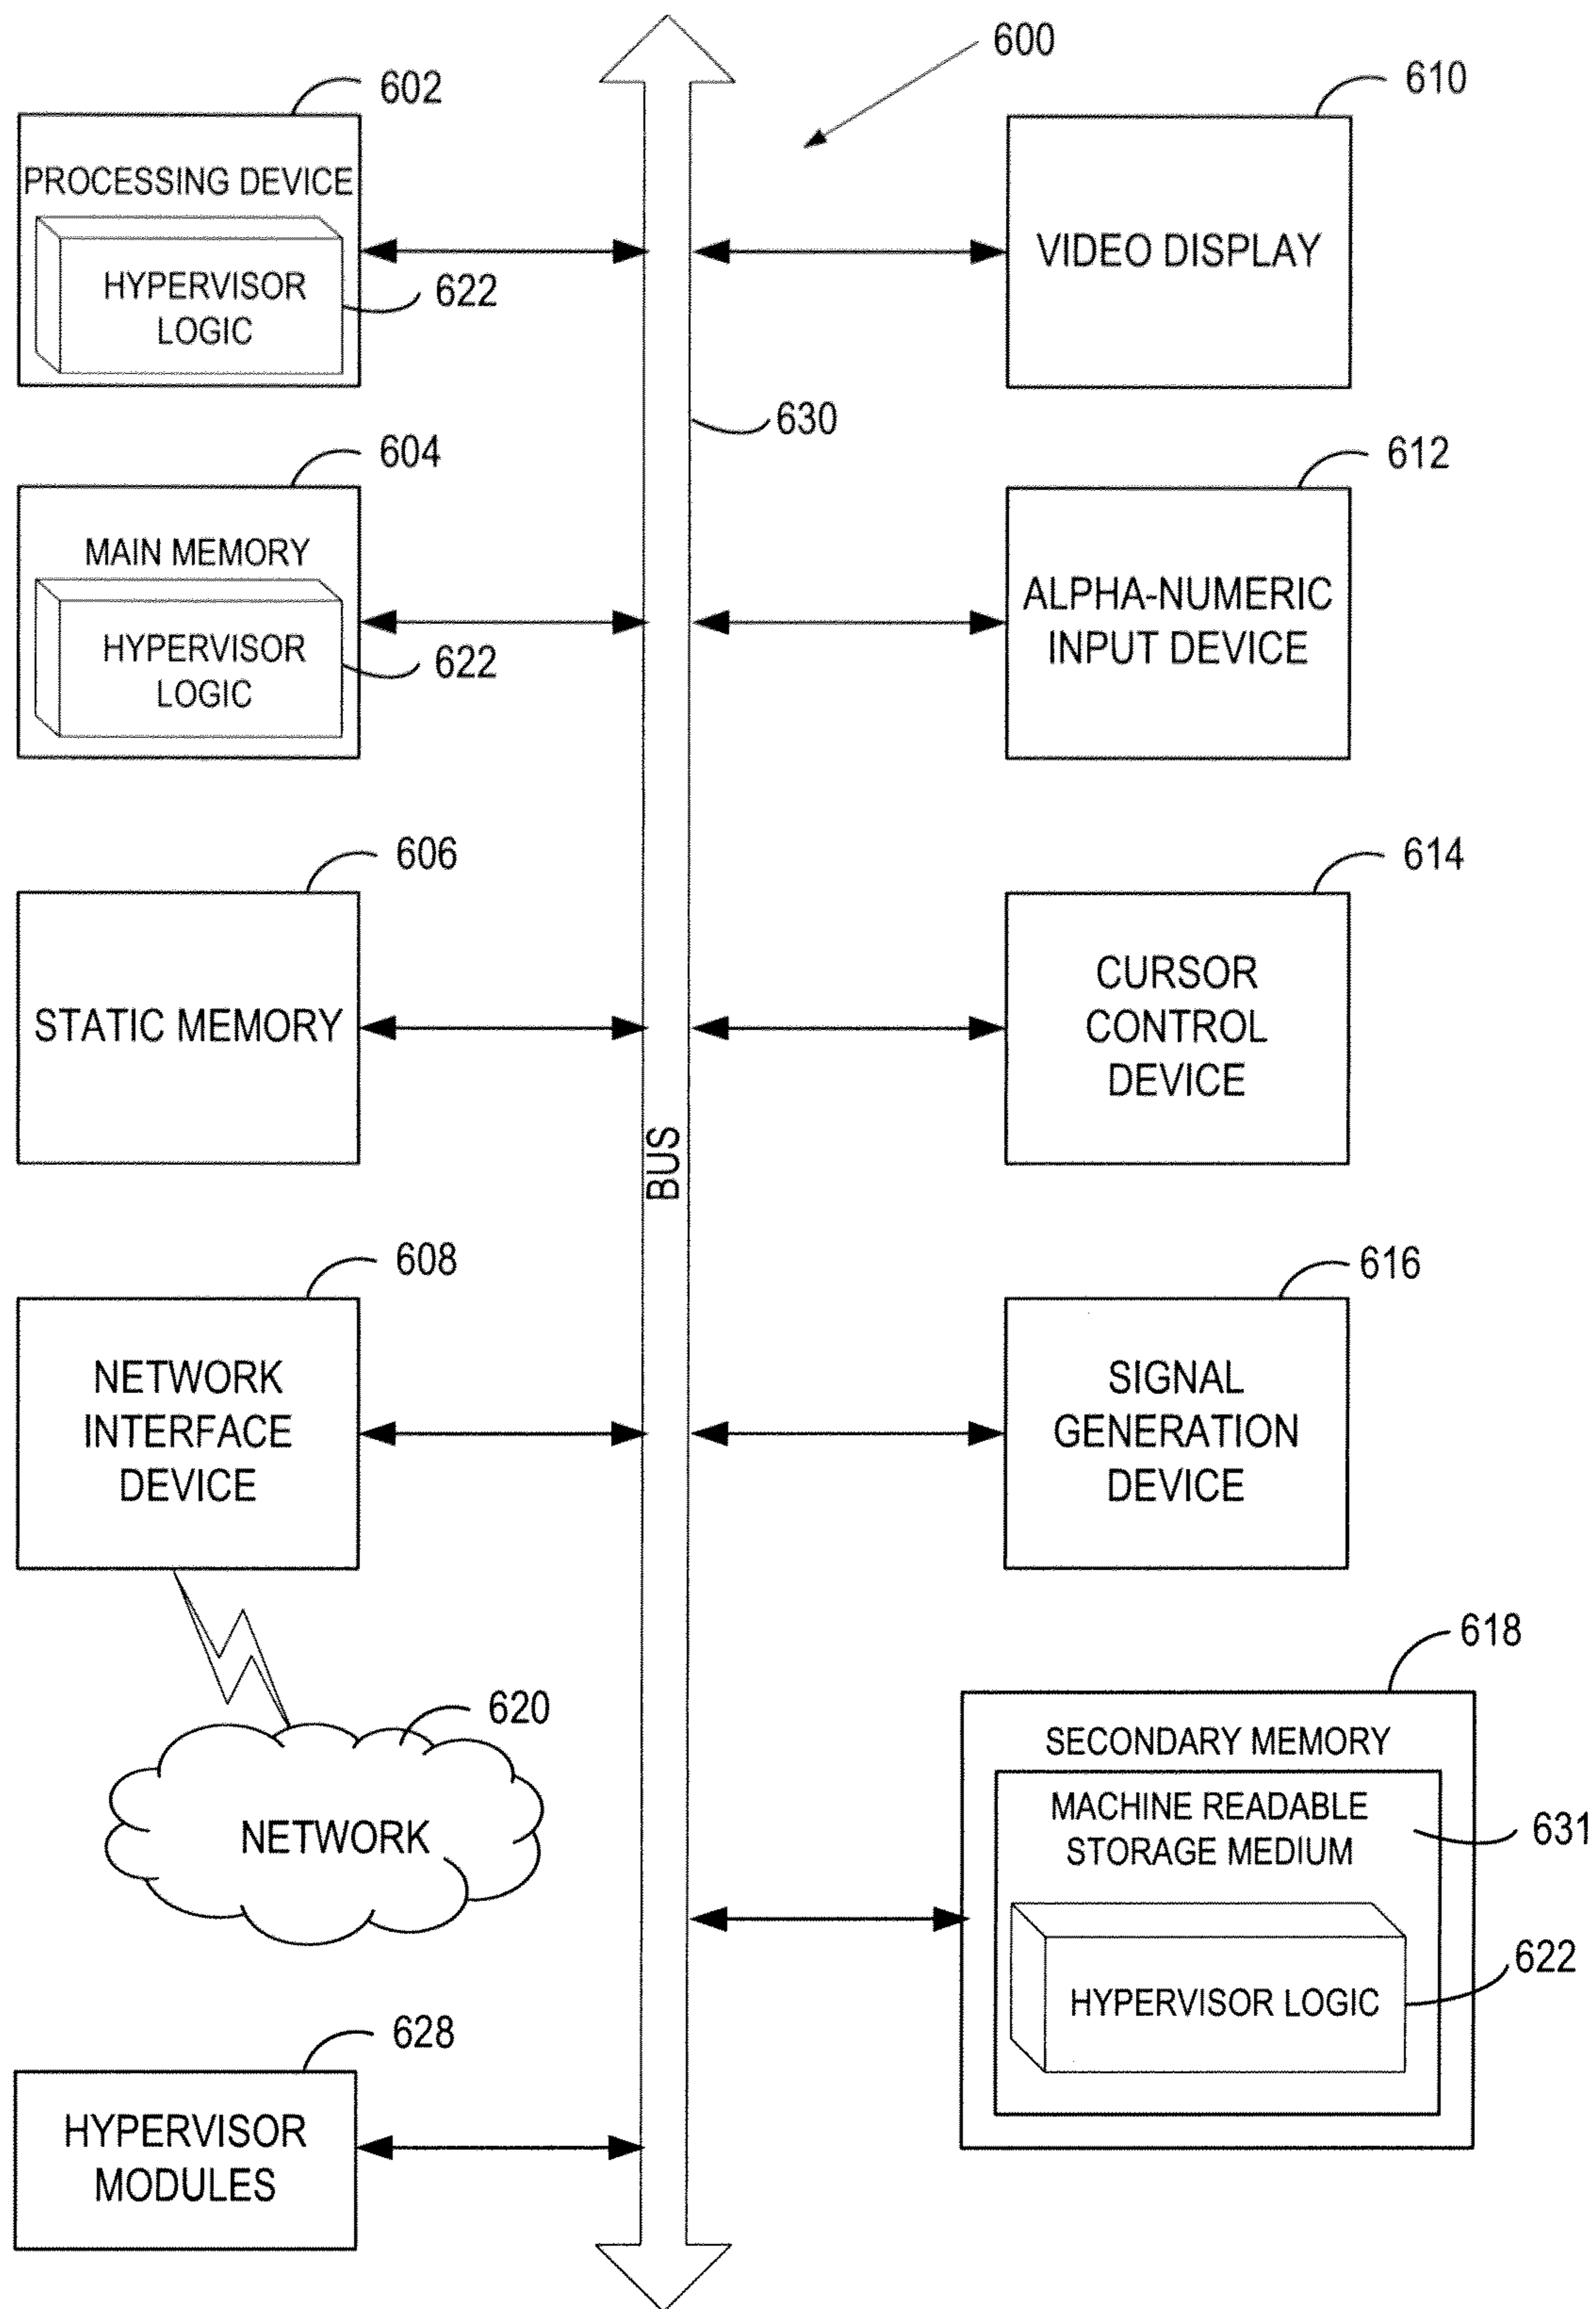 600
602
PROCESSING DEVICE
HYPERVISOR
LOGIC
622
610
VIDEO DISPLAY
630
604
MAIN MEMORY
HYPERVISOR
LOGIC
622
612
ALPHA-NUMERIC
INPUT DEVICE
606
STATIC MEMORY
614
CURSOR
CONTROL
DEVICE
BUS
608
NETWORK
INTERFACE
DEVICE
616
SIGNAL
GENERATION
DEVICE
620
NETWORK
618
SECONDARY MEMORY
MACHINE READABLE
STORAGE MEDIUM
631
HYPERVISOR LOGIC
622
628
HYPERVISOR
MODULES